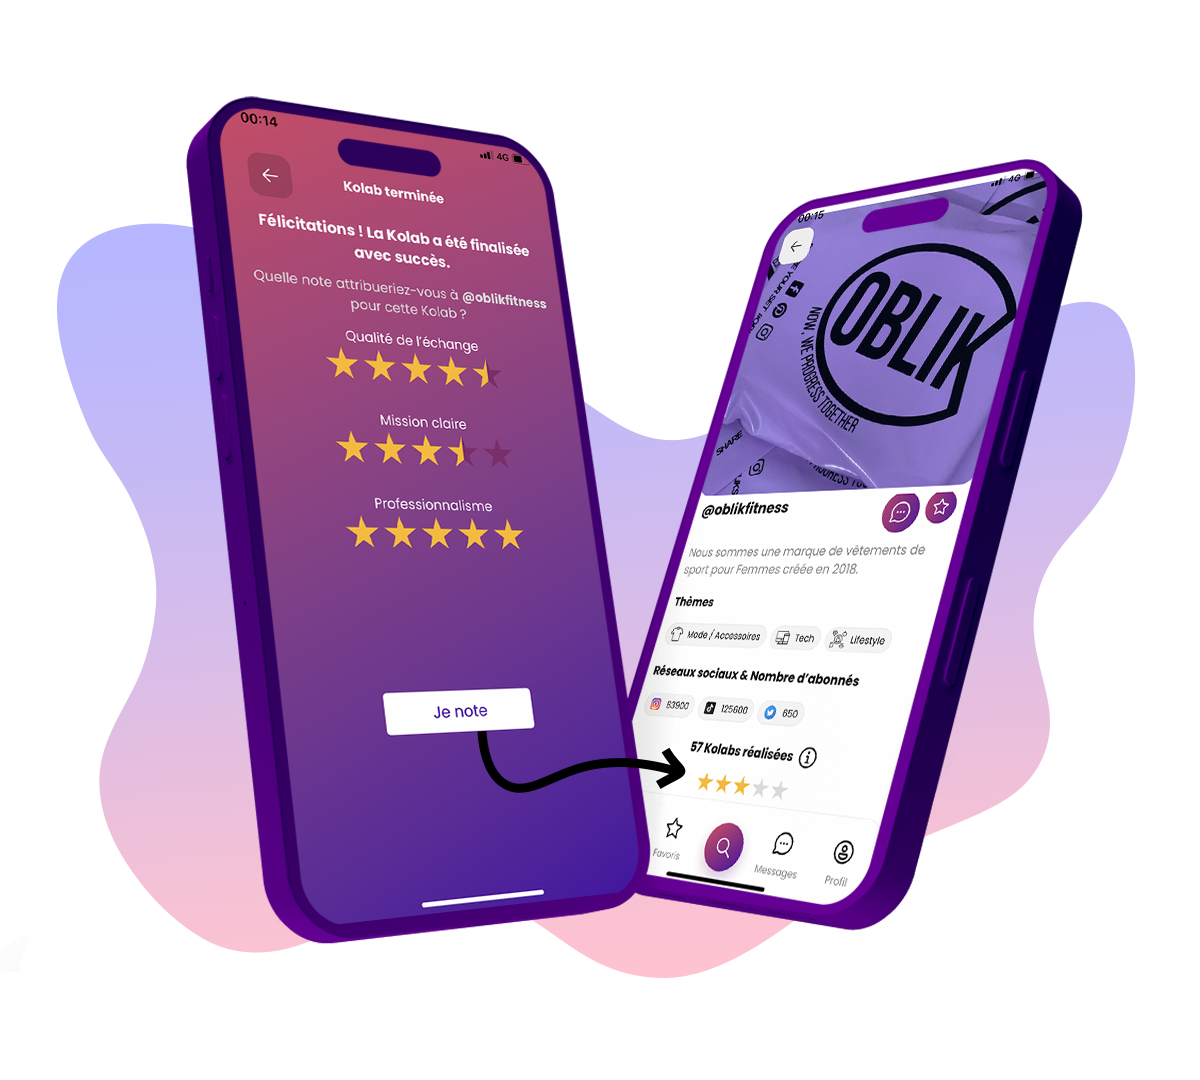 00:14
4G
Kolab terminée
Félicitations ! La Kolab a été finalisée
avec succès.
Quelle note attribueriez-vous à @oblikfitness
pour cette Kolab ?
Qualité de l'échange
Mission claire
Professionnalisme
Je note
00:15
4G
OBLIK
NOW, WE PROGRESS TOGETHER
SHARE
@oblikfitness
Nous sommes une marque de vêtements de
sport pour Femmes créée en 2018.
Thèmes
Mode / Accessoires
Tech
Lifestyle
Réseaux sociaux & Nombre d'abonnés
83900
125600
650
57 Kolabs réalisées
Favoris
Messages
Profil